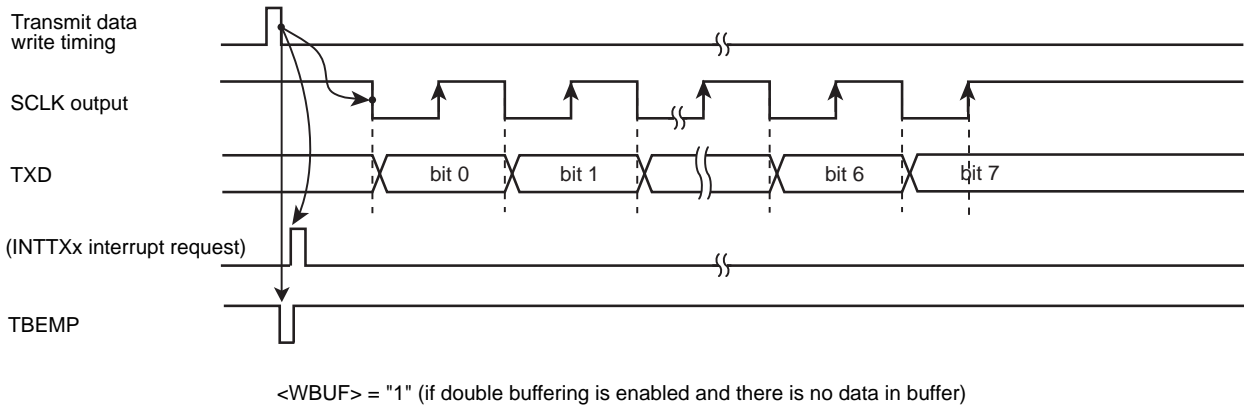 Transmit data
write timing
SCLK output
TXD
bit 0
bit 1
bit 6
bit 7
(INTTXx interrupt request)
TBEMP
<WBUF> = "1" (if double buffering is enabled and there is no data in buffer)